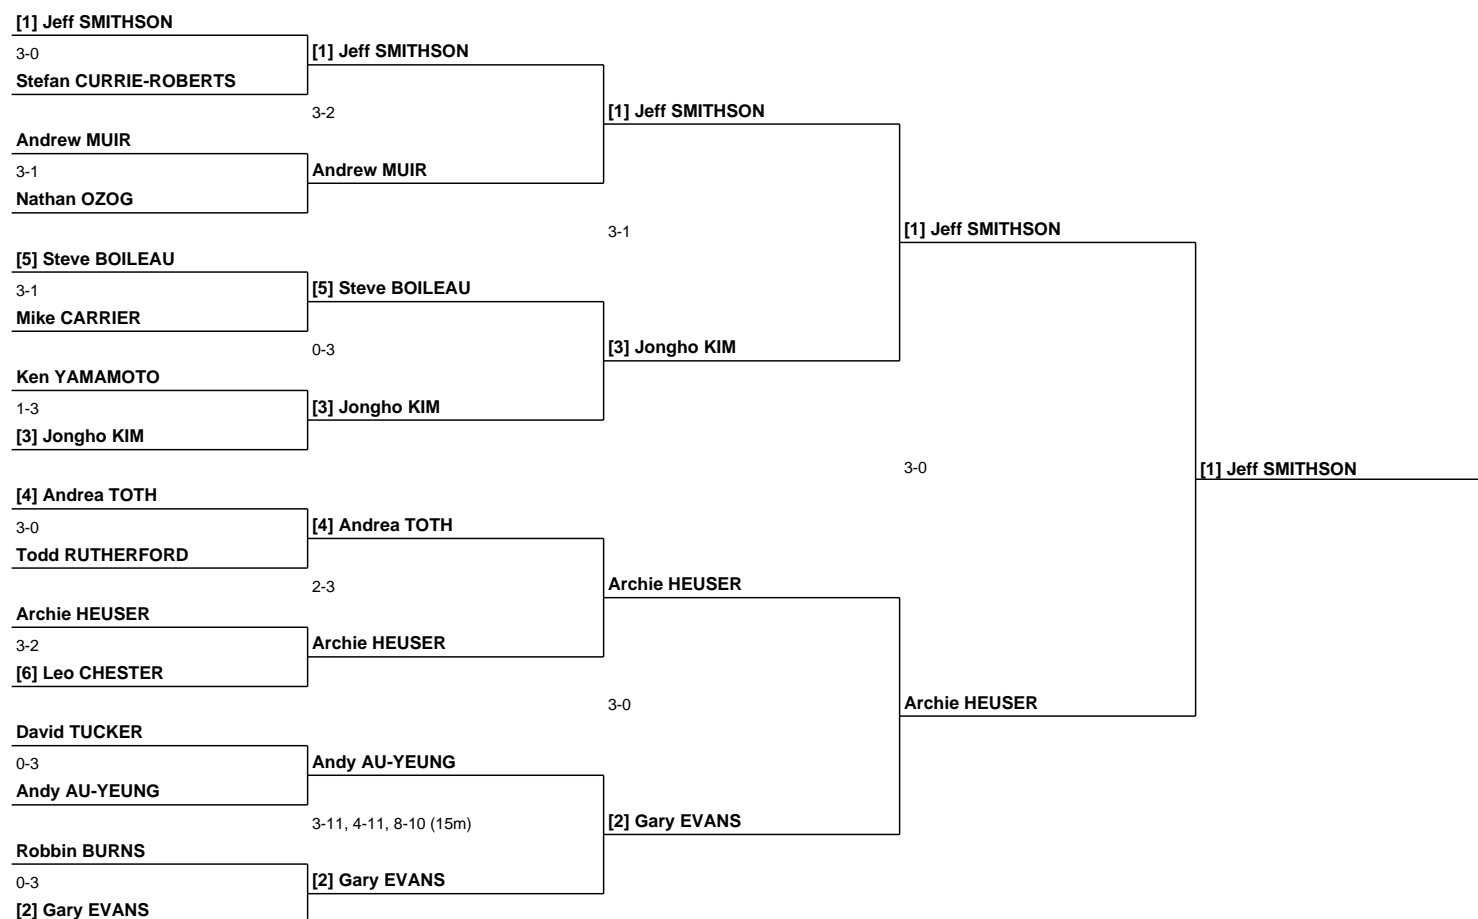 [1] Jeff SMITHSON
3-0
Stefan CURRIE-ROBERTS
Andrew MUIR
3-1
Nathan OZOG
[5] Steve BOILEAU
3-1
Mike CARRIER
Ken YAMAMOTO
1-3
[3] Jongho KIM
[4] Andrea TOTH
3-0
Todd RUTHERFORD
Archie HEUSER
3-2
[6] Leo CHESTER
David TUCKER
0-3
Andy AU-YEUNG
Robbin BURNS
0-3
[2] Gary EVANS
[1] Jeff SMITHSON
3-2
Andrew MUIR
[5] Steve BOILEAU
0-3
[3] Jongho KIM
[4] Andrea TOTH
2-3
Archie HEUSER
Andy AU-YEUNG
3-11, 4-11, 8-10 (15m)
[2] Gary EVANS
[1] Jeff SMITHSON
3-1
[3] Jongho KIM
Archie HEUSER
3-0
[2] Gary EVANS
[1] Jeff SMITHSON
3-0
Archie HEUSER
[1] Jeff SMITHSON